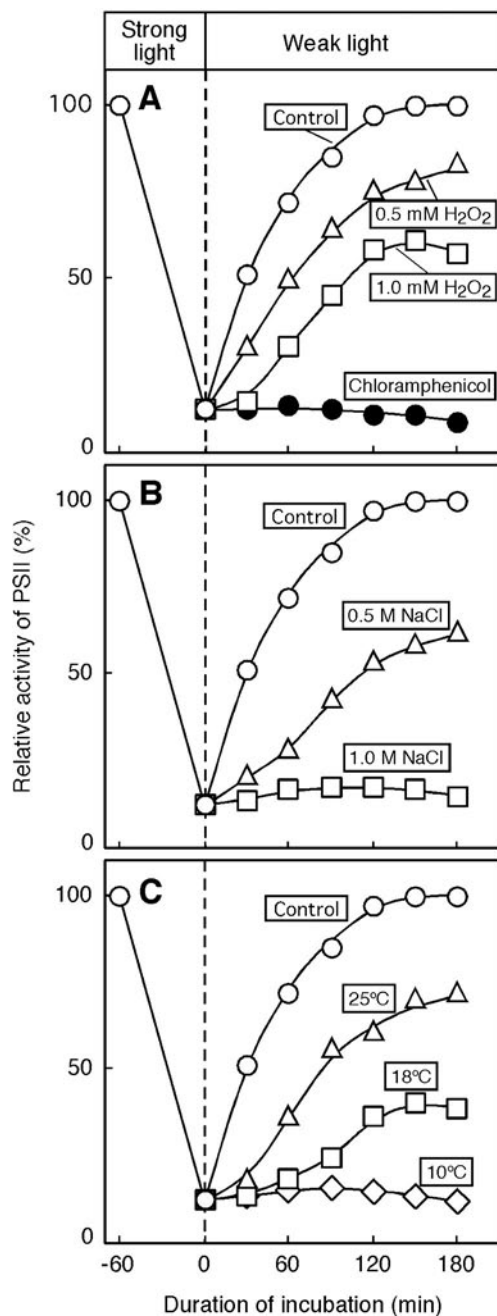 Strong
light
Weak light
A
100
50
0
Control
0.5 mM H2O2
1.0 mM H2O2
Chloramphenicol
B
100
50
0
Control
0.5 M NaCl
1.0 M NaCl
Relative activity of PSII (%)
C
100
50
0
Control
25ºC
18ºC
10ºC
-60 0 60 120 180
Duration of incubation (min)